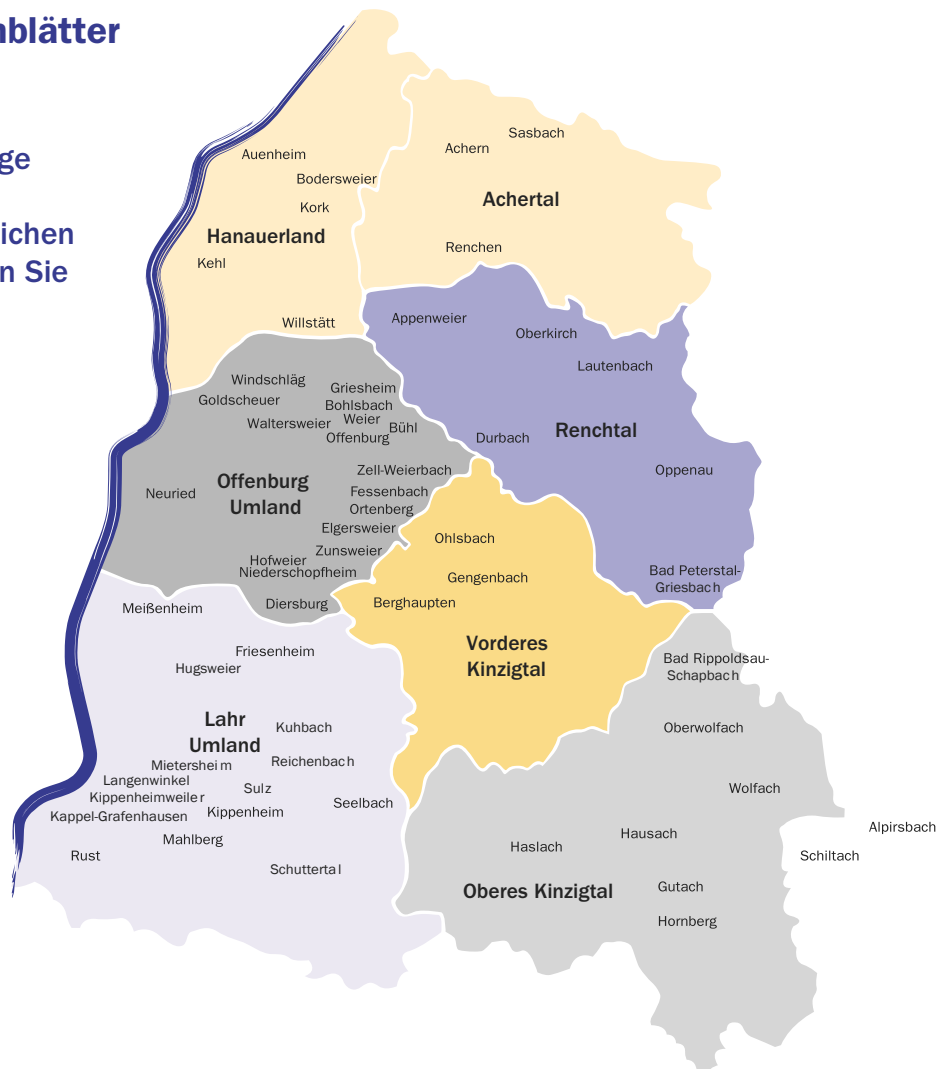 nblätter
ge
ichen
n Sie
Sasbach
Achern
Auenheim
Bodersweier
Achertal
Kork
Hanauerland
Renchen
Kehl
Appenweier
Willstätt
Oberkirch
Lautenbach
Windschläg
Griesheim
Goldscheuer
Bohlsbach
Weier
Waltersweier
Bühl
Offenburg
Durbach
Renchtal
Zell-Weierbach
Oppenau
Offenburg
Umland
Neuried
Fessenbach
Ortenberg
Elgersweier
Ohlsbach
Zunsweier
Hofweier
Niederschopfheim
Gengenbach
Bad Peterstal-
Griesbach
Diersburg
Berghaupten
Meißenheim
Vorderes
Kinzigtal
Friesenheim
Hugsweier
Bad Rippoldsau-
Schapbach
Lahr
Umland
Kuhbach
Oberwolfach
Mietersheim
Reichenbach
Langenwinkel
Sulz
Wolfach
Kippenheimweiler
Seelbach
Kappel-Grafenhausen
Kippenheim
Alpirsbach
Mahlberg
Hausach
Haslach
Rust
Schiltach
Schuttertal
Oberes Kinzigtal
Gutach
Hornberg